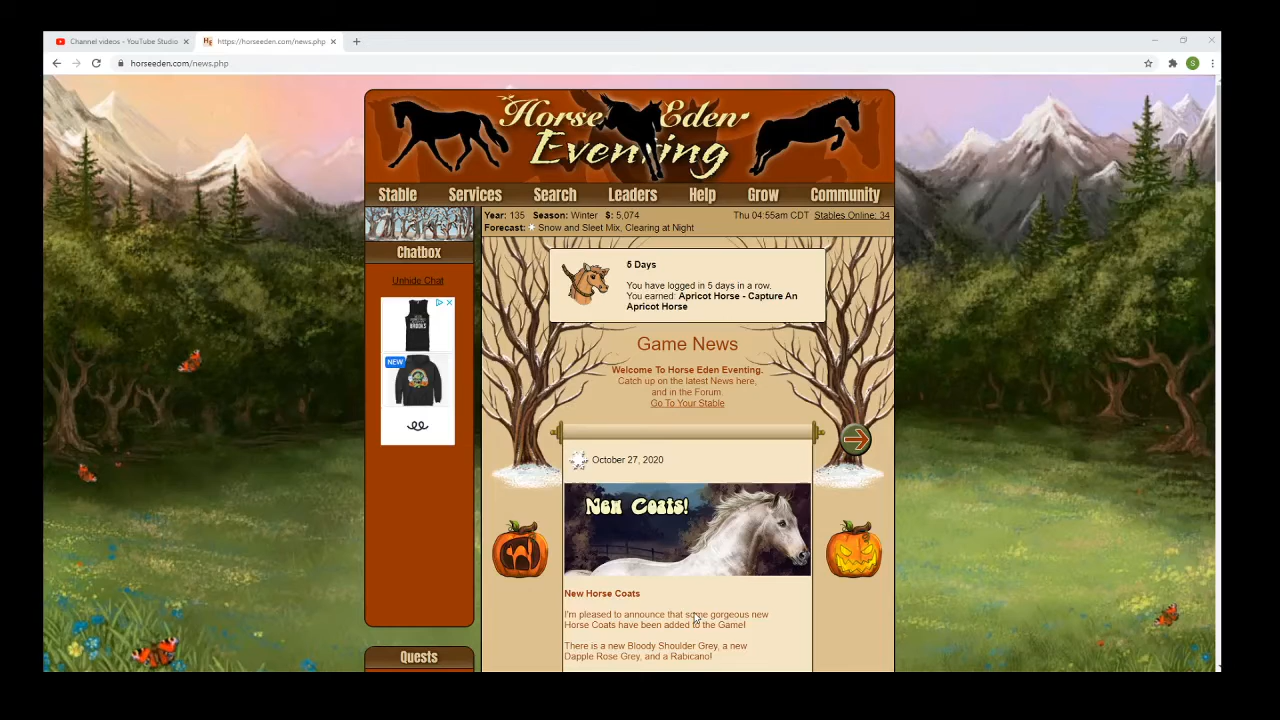 Channel videos - YouTube Studio
https://horseeden.com/news.php
horseeden.com/news.php
S
Horse Eden
Eventing
Stable Services Search Leaders Help Grow Community
Year: 135 Season: Winter $: 5,074 Thu 04:55am CDT Stables Online: 34
Forecast: Snow and Sleet Mix, Clearing at Night
Chatbox
Unhide Chat
NEW
Quests
5 Days
You have logged in 5 days in a row.
You earned: Apricot Horse - Capture An
Apricot Horse
Game News
Welcome To Horse Eden Eventing.
Catch up on the latest News here,
and in the Forum.
Go To Your Stable
October 27, 2020
New Coats!
New Horse Coats
I'm pleased to announce that some gorgeous new
Horse Coats have been added to the Game!
There is a new Bloody Shoulder Grey, a new
Dapple Rose Grey, and a Rabicano!